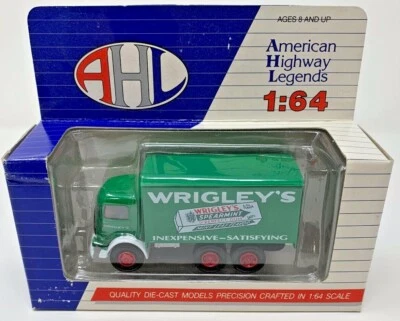 AGES 8 AND UP
AHL
American
Highway
Legends
1:64
WRIGLEY'S
WRIGLEY'S
SPEARMINT
INEXPENSIVE-SATISFYING
QUALITY DIE-CAST MODELS PRECISION CRAFTED IN 1:64 SCALE